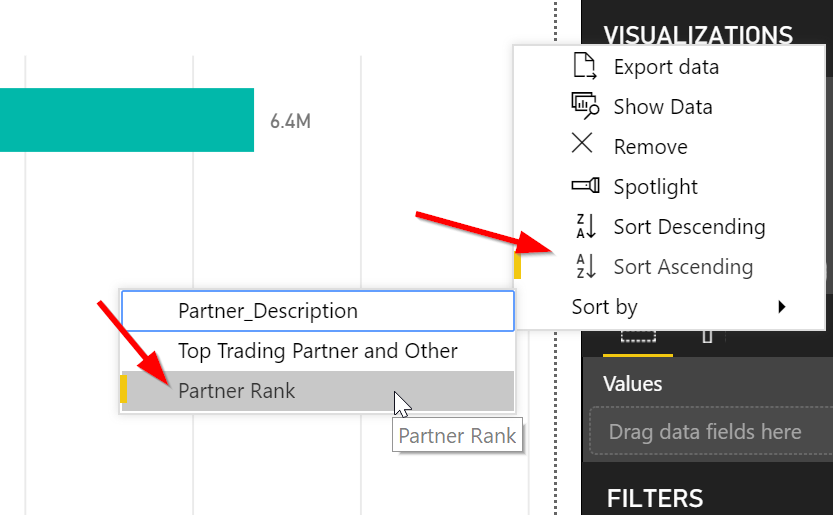 VISUALIZATIONS
Export data
6.4M
Show Data
Remove
Spotlight
Z
A
Sort Descending
A
Z
Sort Ascending
Sort by
Partner_Description
Top Trading Partner and Other
Partner Rank
Partner Rank
Values
Drag data fields here
FILTERS